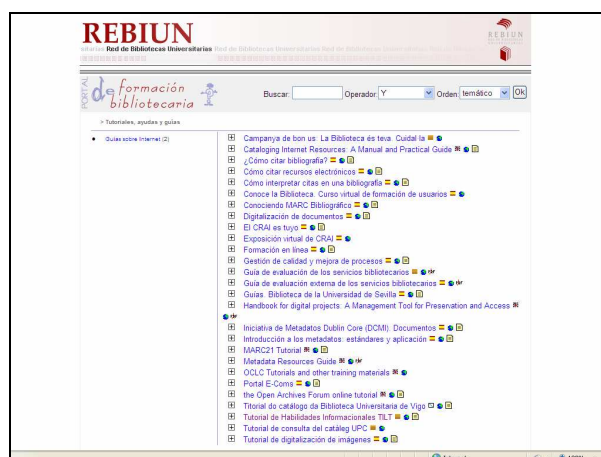 REBIUN
Red de Bibliotecas Universitarias
REBIUN
PORTAL
de formación
bibliotecaria
Buscar: Operador: Y Orden: temático Ok
> Tutoriales, ayudas y guías
Guías sobre Internet (2)
Campanya de bon us: La Biblioteca és teva. Cuida'la
Cataloging Internet Resources: A Manual and Practical Guide
¿Cómo citar bibliografía?
Cómo citar recursos electrónicos
Cómo interpretar citas en una bibliografía
Conoce la Biblioteca. Curso virtual de formación de usuarios
Conociendo MARC Bibliográfico
Digitalización de documentos
El CRAI es tuyo
Exposición virtual de CRAI
Formación en línea
Gestión de calidad y mejora de procesos
Guía de evaluación de los servicios bibliotecarios
Guía de evaluación externa de los servicios bibliotecarios
Guías. Biblioteca de la Universidad de Sevilla
Handbook for digital projects: A Management Tool for Preservation and Access
Iniciativa de Metadatos Dublin Core (DCMI). Documentos
Introducción a los metadatos: estándares y aplicación
MARC21 Tutorial
Metadata Resources Guide
OCLC Tutorials and other training materials
Portal E-Coms
the Open Archives Forum online tutorial
Titorial do catálogo da Biblioteca Universitaria de Vigo
Tutorial de Habilidades Informacionales TILT
Tutorial de consulta del catáleg UPC
Tutorial de digitalización de imágenes